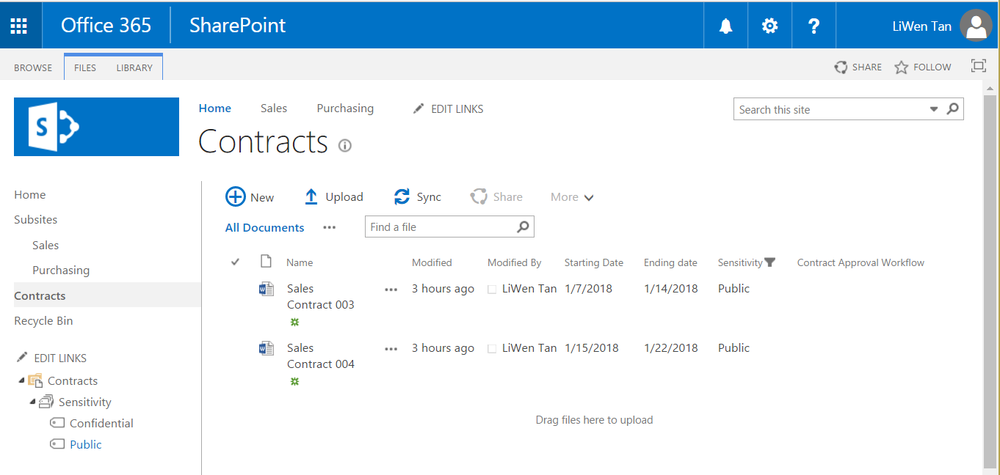 Office 365 SharePoint LiWen Tan
BROWSE FILES LIBRARY SHARE FOLLOW
S
Home Sales Purchasing EDIT LINKS Search this site
Contracts
Home
Subsites
Sales
Purchasing
Contracts
Recycle Bin
EDIT LINKS
Contracts
Sensitivity
Confidential
Public
New Upload Sync Share More
All Documents ••• Find a file
Name Modified Modified By Starting Date Ending date Sensitivity Contract Approval Workflow
Sales ••• 3 hours ago LiWen Tan 1/7/2018 1/14/2018 Public
Contract 003
Sales ••• 3 hours ago LiWen Tan 1/15/2018 1/22/2018 Public
Contract 004
Drag files here to upload